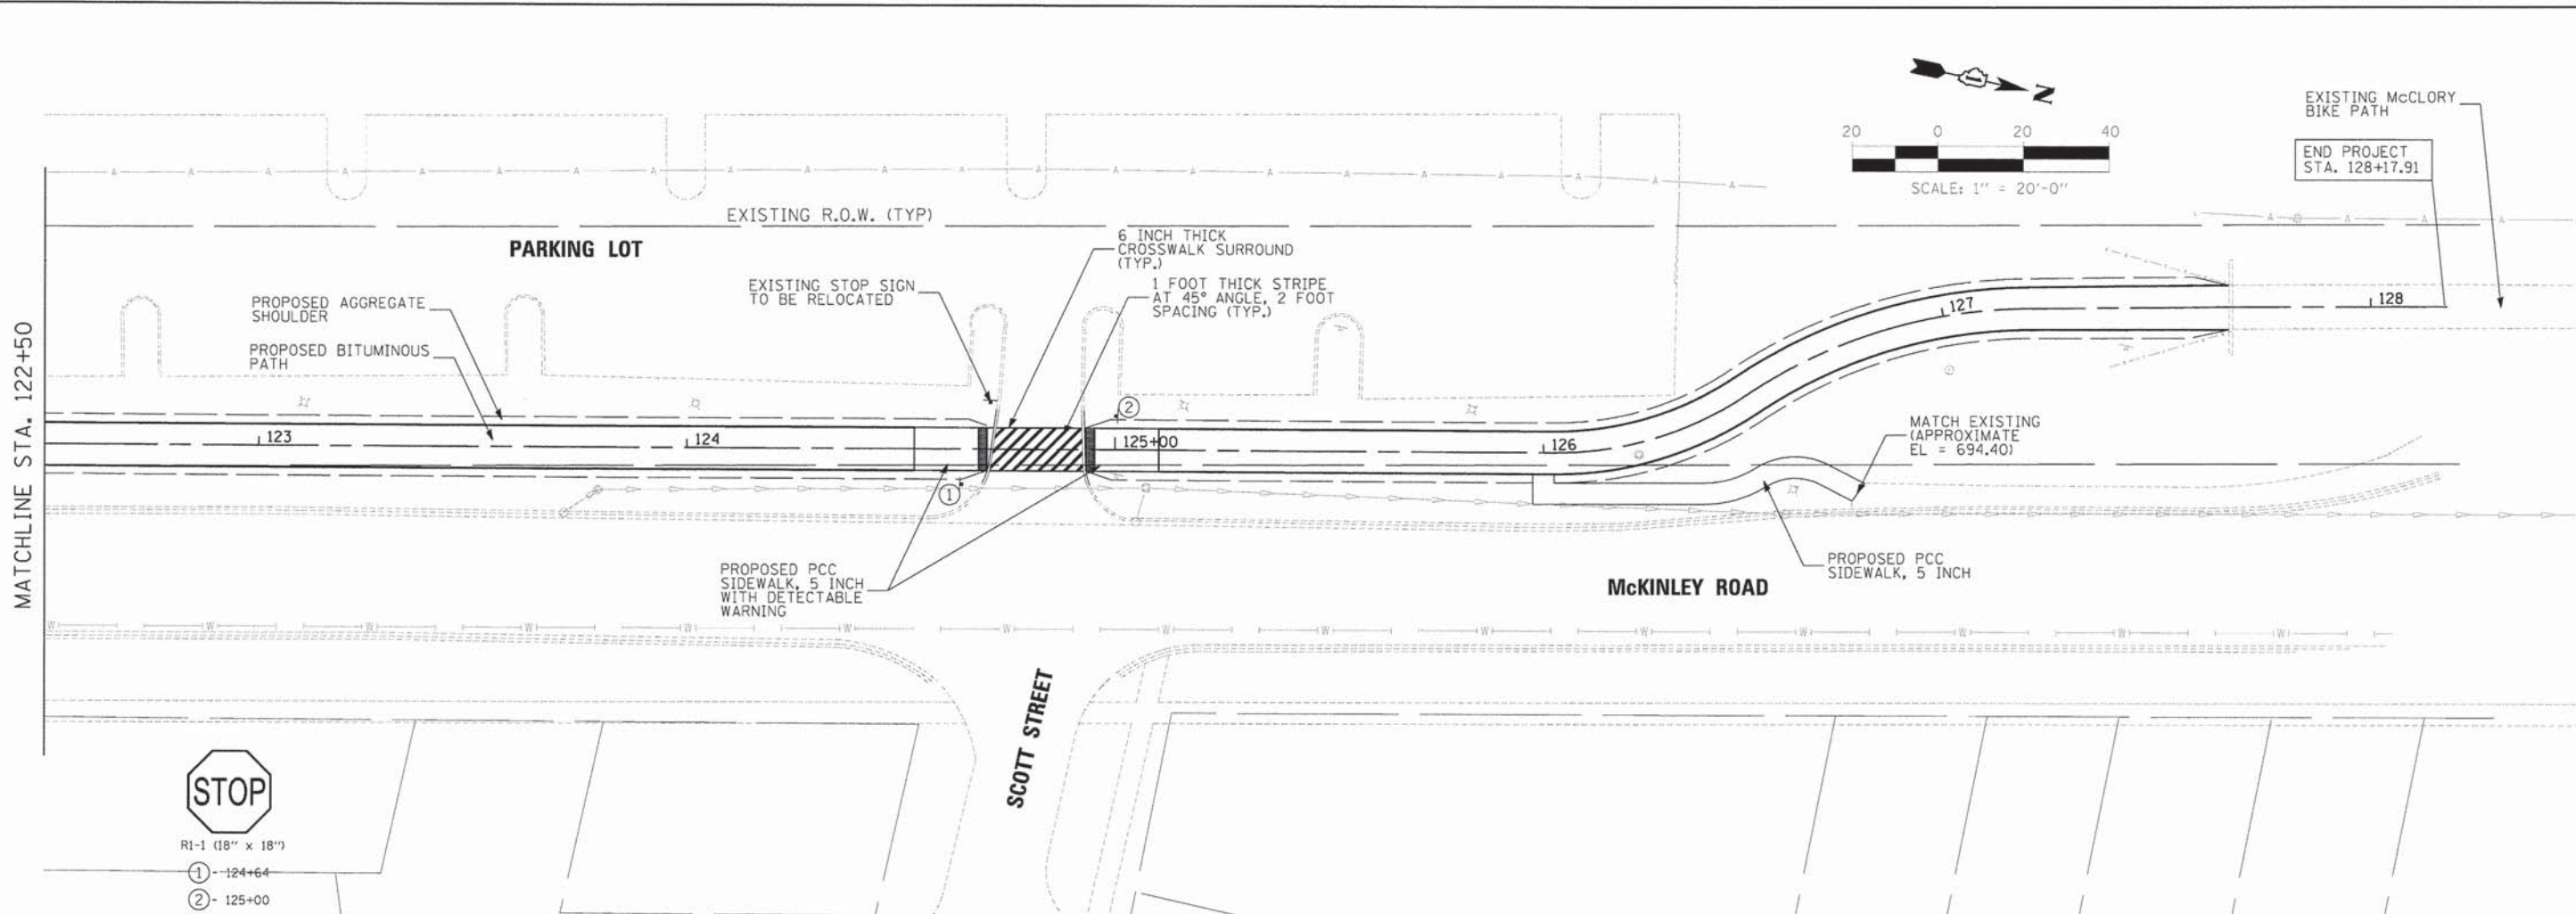 MATCHLINE STA. 122+50
N
20 0 20 40
SCALE: 1" = 20'-0"
EXISTING McCLORY
BIKE PATH
END PROJECT
STA. 128+17.91
EXISTING R.O.W. (TYP)
PARKING LOT
6 INCH THICK
CROSSWALK SURROUND
(TYP.)
1 FOOT THICK STRIPE
AT 45° ANGLE, 2 FOOT
SPACING (TYP.)
EXISTING STOP SIGN
TO BE RELOCATED
PROPOSED AGGREGATE
SHOULDER
PROPOSED BITUMINOUS
PATH
123
124
125+00
126
127
128
1
2
MATCH EXISTING
(APPROXIMATE
EL = 694.40)
PROPOSED PCC
SIDEWALK, 5 INCH
WITH DETECTABLE
WARNING
PROPOSED PCC
SIDEWALK, 5 INCH
McKINLEY ROAD
SCOTT STREET
STOP
R1-1 (18" x 18")
1 - 124+64
2 - 125+00